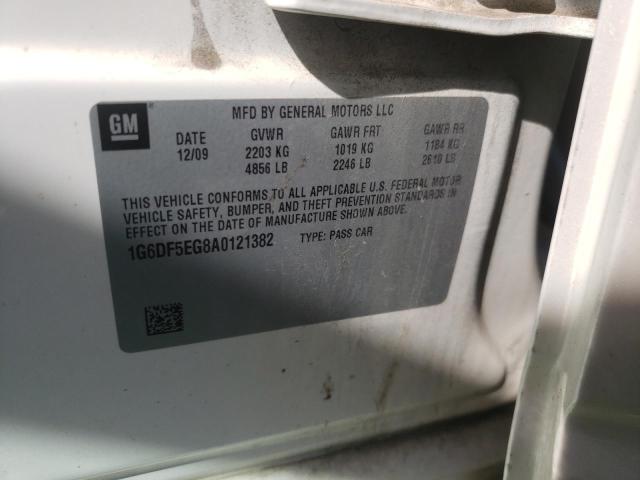 GM
MFD BY GENERAL MOTORS LLC
DATE GVWR GAWR FRT GAWR RR
12/09 2203 KG 1019 KG 1184 KG
4856 LB 2246 LB 2610 LB
THIS VEHICLE CONFORMS TO ALL APPLICABLE U.S. FEDERAL MOTOR
VEHICLE SAFETY, BUMPER, AND THEFT PREVENTION STANDARDS IN
EFFECT ON THE DATE OF MANUFACTURE SHOWN ABOVE.
1G6DF5EG8A0121382 TYPE: PASS CAR